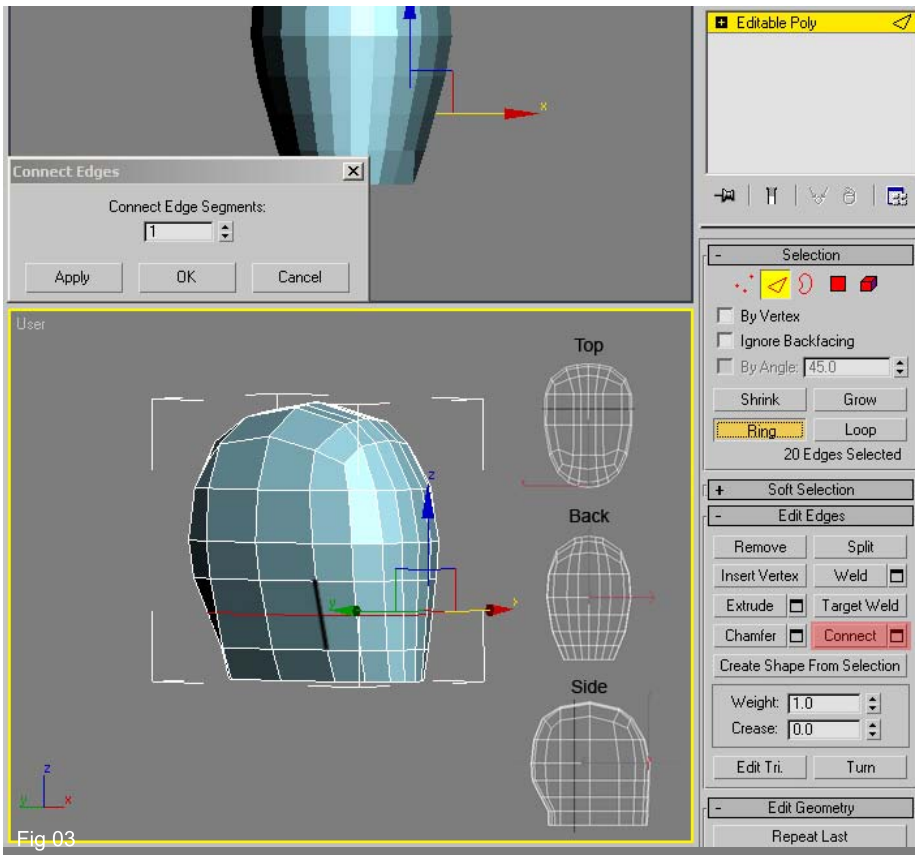 Editable Poly
x
Connect Edges
Connect Edge Segments:
1
Apply
OK
Cancel
- Selection
By Vertex
Ignore Backfacing
By Angle: 45.0
Shrink
Grow
Ring
Loop
20 Edges Selected
+ Soft Selection
- Edit Edges
Remove
Split
Insert Vertex
Weld
Extrude
Target Weld
Chamfer
Connect
Create Shape From Selection
Weight: 1.0
Crease: 0.0
Edit Tri.
Turn
- Edit Geometry
Repeat Last
User
Top
Back
Side
z
y
x
z
y
x
Fig 03